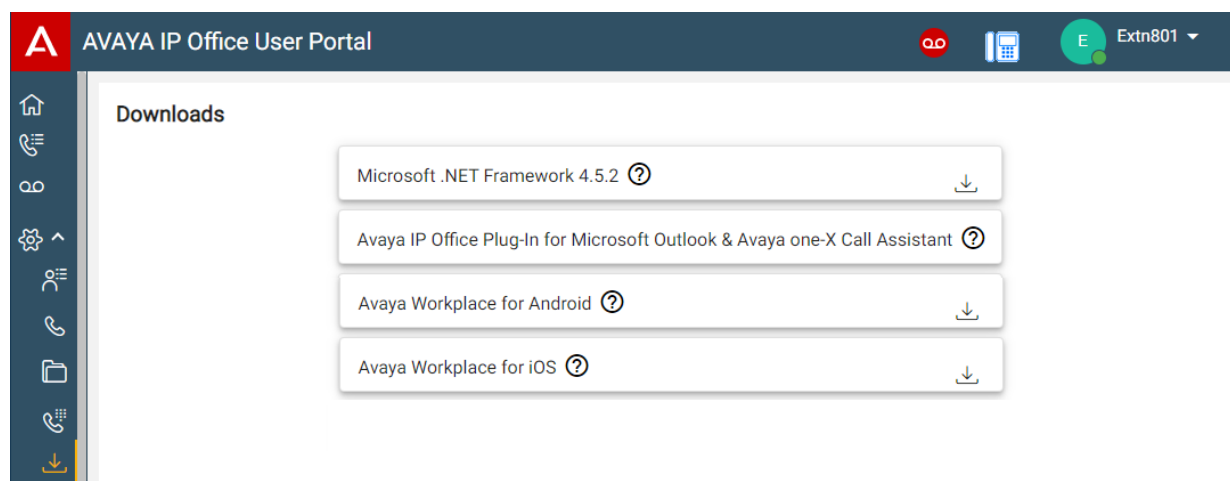 AVAYA IP Office User Portal
E
Extn801
Downloads
Microsoft .NET Framework 4.5.2
Avaya IP Office Plug-In for Microsoft Outlook & Avaya one-X Call Assistant
Avaya Workplace for Android
Avaya Workplace for iOS